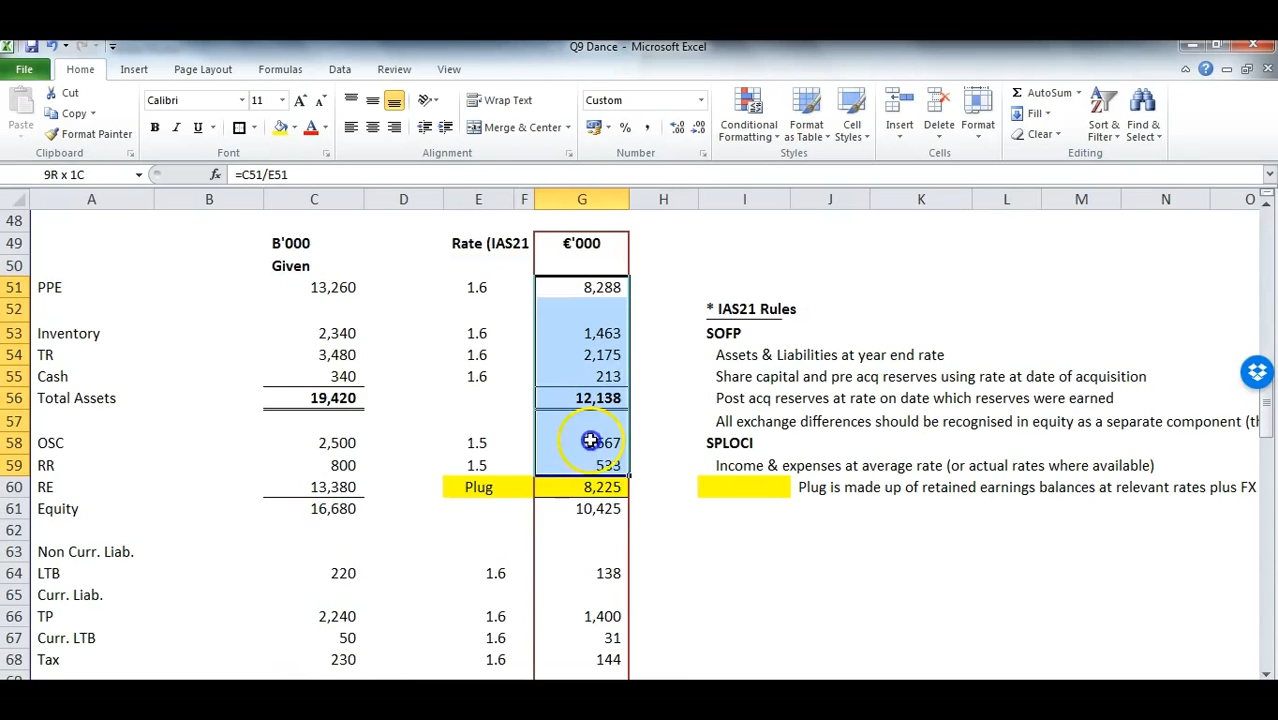 Q9 Dance - Microsoft Excel
File Home Insert Page Layout Formulas Data Review View
Cut
Copy
Format Painter
Paste
Clipboard
Calibri 11
B I U
Font
Wrap Text
Merge & Center
Alignment
Custom
Number
Conditional Formatting
Format as Table
Cell Styles
Styles
Insert
Delete
Format
Cells
AutoSum
Fill
Clear
Sort & Filter
Find & Select
Editing
9R x 1C fx =C51/E51
A B C D E F G H I J K L M N O
48
49 B'000 Rate (IAS21 €'000
50 Given
51 PPE 13,260 1.6 8,288
52 * IAS21 Rules
53 Inventory 2,340 1.6 1,463 SOFP
54 TR 3,480 1.6 2,175 Assets & Liabilities at year end rate
55 Cash 340 1.6 213 Share capital and pre acq reserves using rate at date of acquisition
56 Total Assets 19,420 12,138 Post acq reserves at rate on date which reserves were earned
57 All exchange differences should be recognised in equity as a separate component (th
58 OSC 2,500 1.5 SPLOCI
59 RR 800 1.5 533 Income & expenses at average rate (or actual rates where available)
60 RE 13,380 Plug 8,225 Plug is made up of retained earnings balances at relevant rates plus FX
61 Equity 16,680 10,425
62
63 Non Curr. Liab.
64 LTB 220 1.6 138
65 Curr. Liab.
66 TP 2,240 1.6 1,400
67 Curr. LTB 50 1.6 31
68 Tax 230 1.6 144